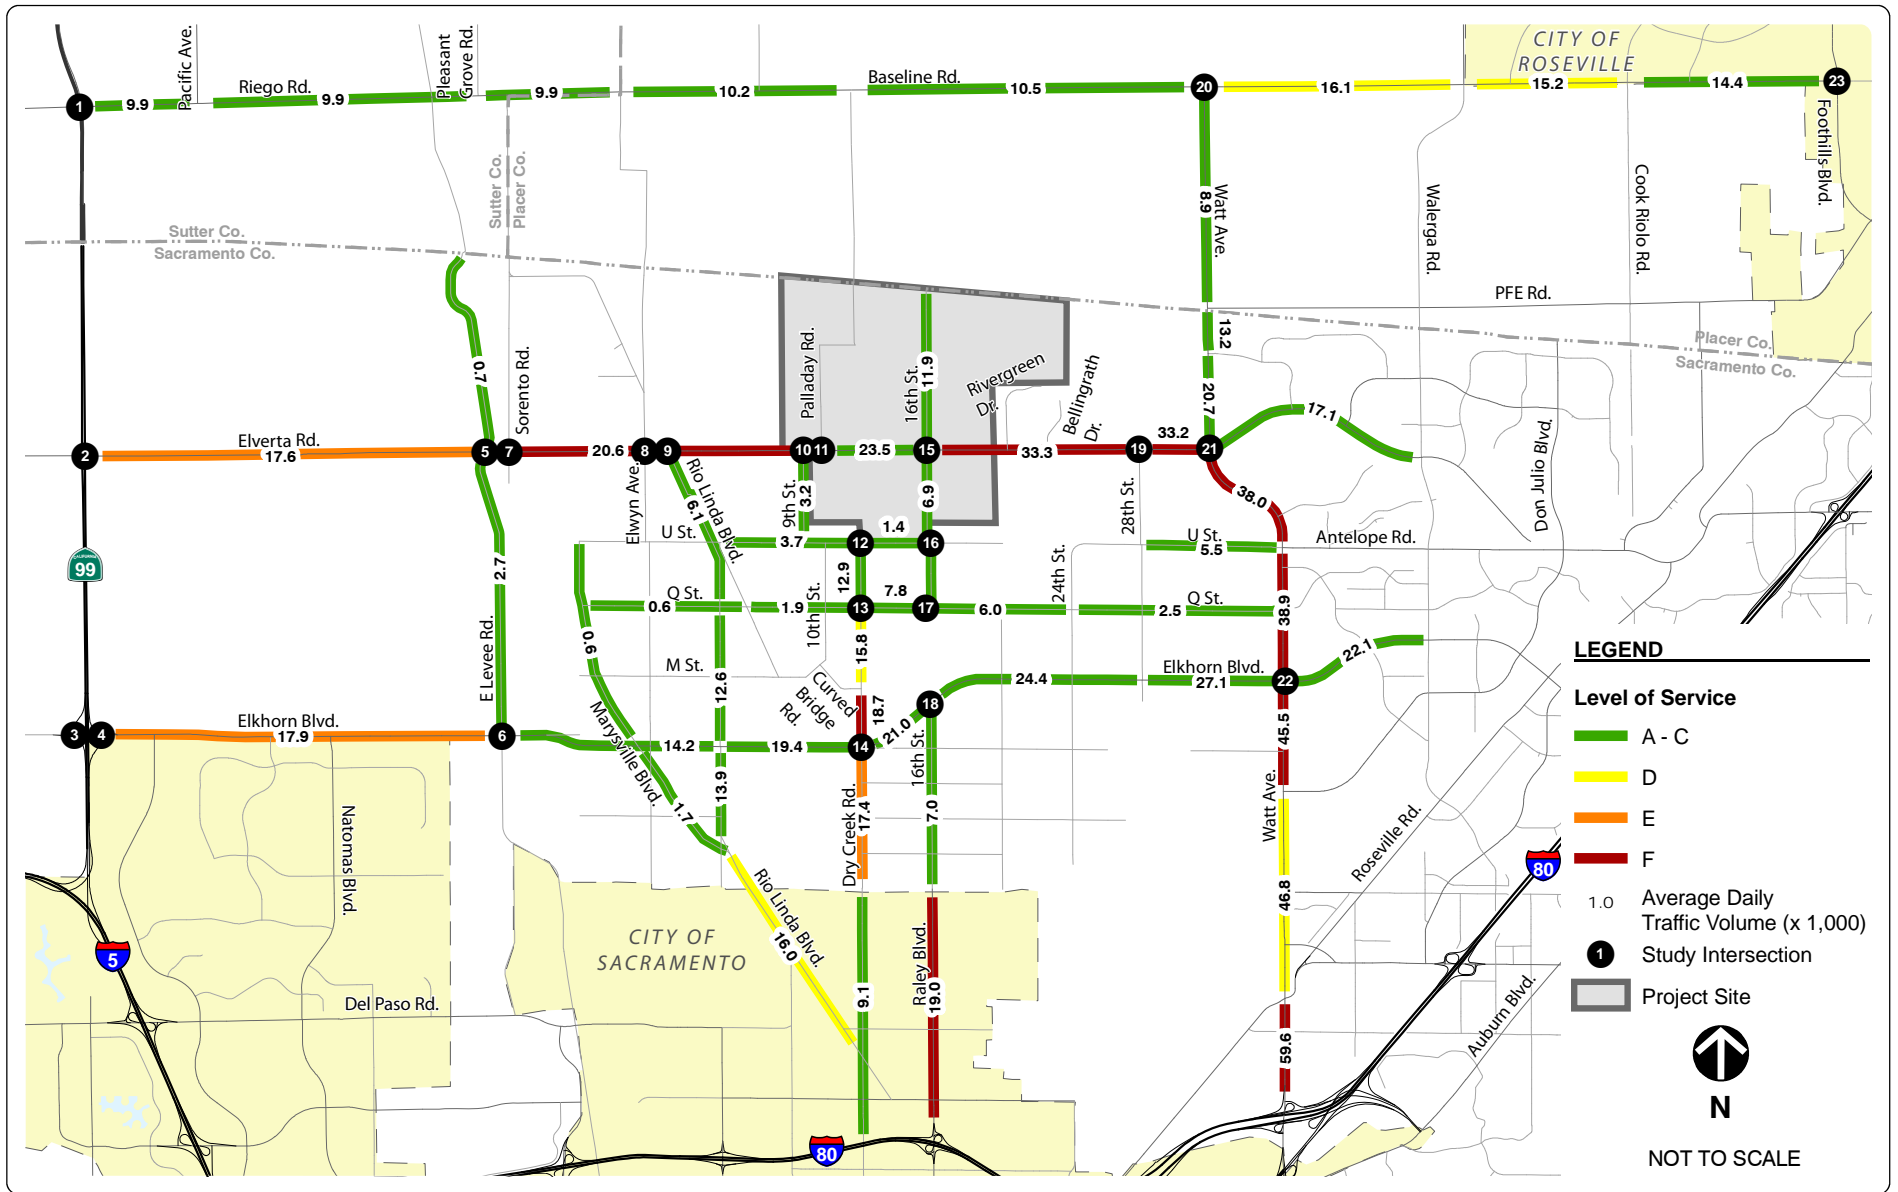 CITY OF
ROSEVILLE
Pacific Ave.
Pleasant
Grove Rd.
Riego Rd.
Baseline Rd.
1
9.9
9.9
9.9
10.2
10.5
20
16.1
15.2
14.4
23
Foothills Blvd.
Sutter Co.
Placer Co.
8.9
Watt Ave.
Walerga Rd.
Cook Riolo Rd.
Sutter Co.
Sacramento Co.
PFE Rd.
Placer Co.
Sacramento Co.
13.2
0.7
Sorento Rd.
Palladay Rd.
16th St.
11.9
Rivergreen
Dr.
Bellingrath
Dr.
20.7
17.1
Don Julio Blvd.
Elverta Rd.
2
17.6
5
7
20.6
8
9
10
11
23.5
15
33.3
19
33.2
21
38.0
Elwyn Ave.
Rio Linda Blvd.
6.1
9th St.
3.2
6.9
28th St.
U St.
3.7
1.4
12
16
U St.
5.5
Antelope Rd.
CALIFORNIA
99
2.7
12.9
7.8
24th St.
Q St.
0.6
1.9
10th St.
13
17
6.0
2.5
Q St.
38.9
E Levee Rd.
0.6
M St.
12.6
15.8
Curved
Bridge
Rd.
18.7
24.4
Elkhorn Blvd.
27.1
22
22.1
3
4
Elkhorn Blvd.
17.9
6
14.2
19.4
14
21.0
18
16th St.
45.5
Marysville Blvd.
1.7
13.9
Dry Creek Rd.
17.4
7.0
Watt Ave.
Roseville Rd.
Natomas Blvd.
Rio Linda Blvd.
16.0
CITY OF
SACRAMENTO
5
Del Paso Rd.
9.1
Raley Blvd.
19.0
46.8
59.6
Auburn Blvd.
80
80
LEGEND
Level of Service
A - C
D
E
F
1.0
Average Daily
Traffic Volume (x 1,000)
1
Study Intersection
Project Site
N
NOT TO SCALE